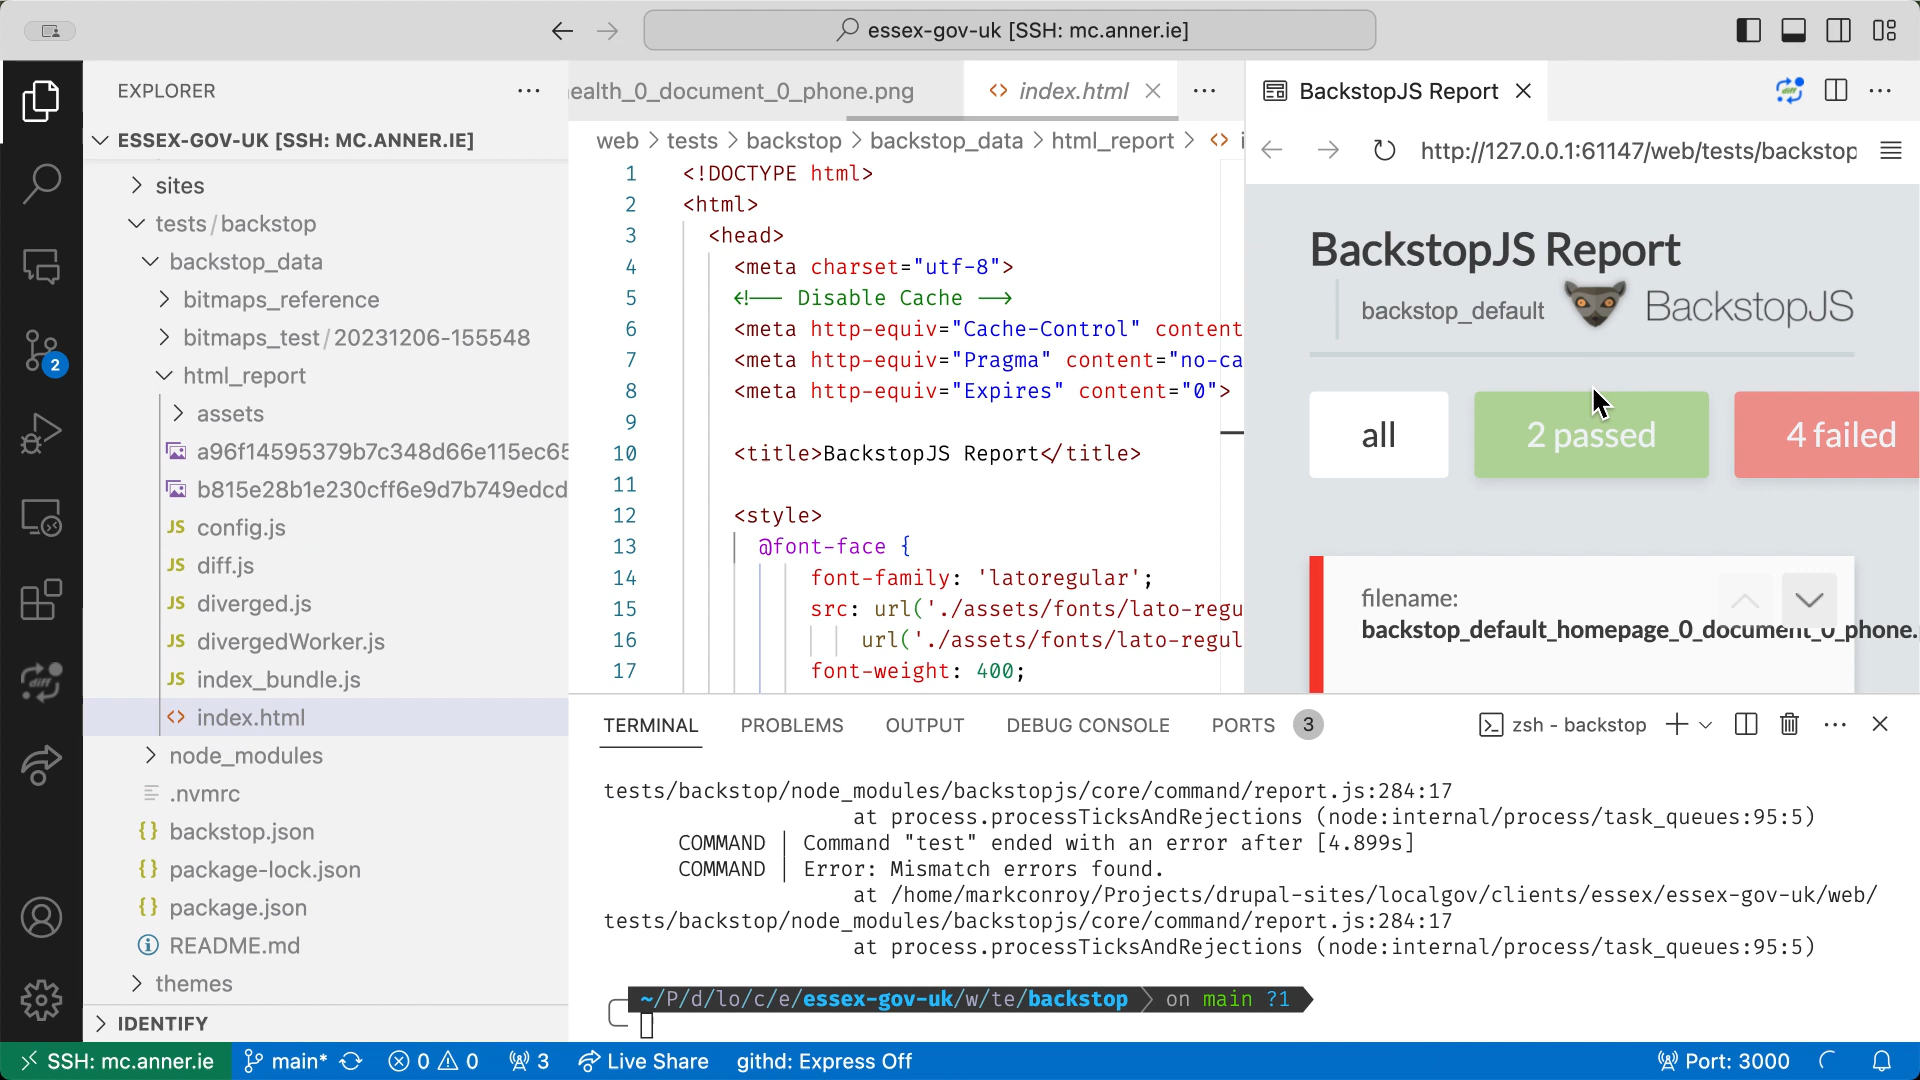 essex-gov-uk [SSH: mc.anner.ie]
EXPLORER
ESSEX-GOV-UK [SSH: MC.ANNER.IE]
sites
tests/backstop
backstop_data
bitmaps_reference
bitmaps_test/20231206-155548
html_report
assets
a96f14595379b7c348d66e115ec65
b815e28b1e230cff6e9d7b749edcd
JS config.js
JS diff.js
JS diverged.js
JS divergedWorker.js
JS index_bundle.js
<> index.html
node_modules
.nvmrc
{} backstop.json
{} package-lock.json
{} package.json
README.md
themes
IDENTIFY
2
diff
ealth_0_document_0_phone.png
<> index.html
web > tests > backstop > backstop_data > html_report > <> i
1 <!DOCTYPE html>
2 <html>
3 <head>
4 <meta charset="utf-8">
5 <!-- Disable Cache -->
6 <meta http-equiv="Cache-Control" content
7 <meta http-equiv="Pragma" content="no-ca
8 <meta http-equiv="Expires" content="0">
9
10 <title>BackstopJS Report</title>
11
12 <style>
13 @font-face {
14 font-family: 'latoregular';
15 src: url('./assets/fonts/lato-regu
16 url('./assets/fonts/lato-regul
17 font-weight: 400;
BackstopJS Report
diff
http://127.0.0.1:61147/web/tests/backstop
BackstopJS Report
backstop_default
BackstopJS
all
2 passed
4 failed
filename:
backstop_default_homepage_0_document_0_phone.
TERMINAL PROBLEMS OUTPUT DEBUG CONSOLE PORTS 3
zsh - backstop
tests/backstop/node_modules/backstopjs/core/command/report.js:284:17
at process.processTicksAndRejections (node:internal/process/task_queues:95:5)
COMMAND | Command "test" ended with an error after [4.899s]
COMMAND | Error: Mismatch errors found.
at /home/markconroy/Projects/drupal-sites/localgov/clients/essex/essex-gov-uk/web/
tests/backstop/node_modules/backstopjs/core/command/report.js:284:17
at process.processTicksAndRejections (node:internal/process/task_queues:95:5)
~/P/d/lo/c/e/essex-gov-uk/w/te/backstop > on main ?1
SSH: mc.anner.ie
main*
0
0
3
Live Share
githd: Express Off
Port: 3000